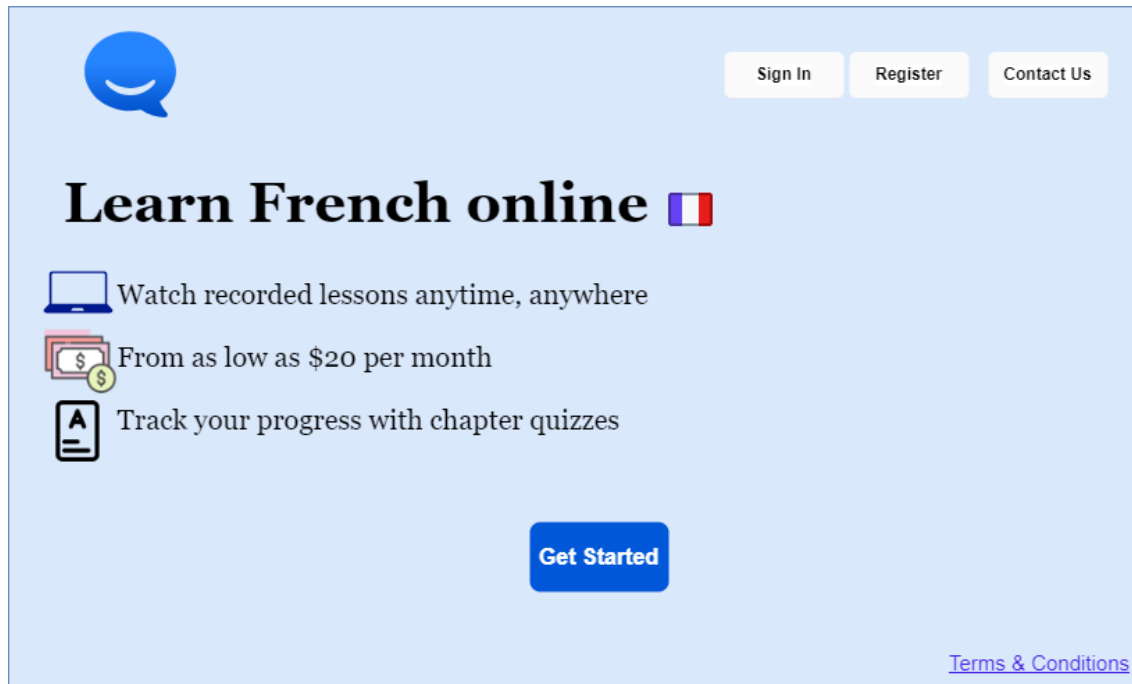 Sign In Register Contact Us
Learn French online
Watch recorded lessons anytime, anywhere
$ $ From as low as $20 per month
A Track your progress with chapter quizzes
Get Started
Terms & Conditions